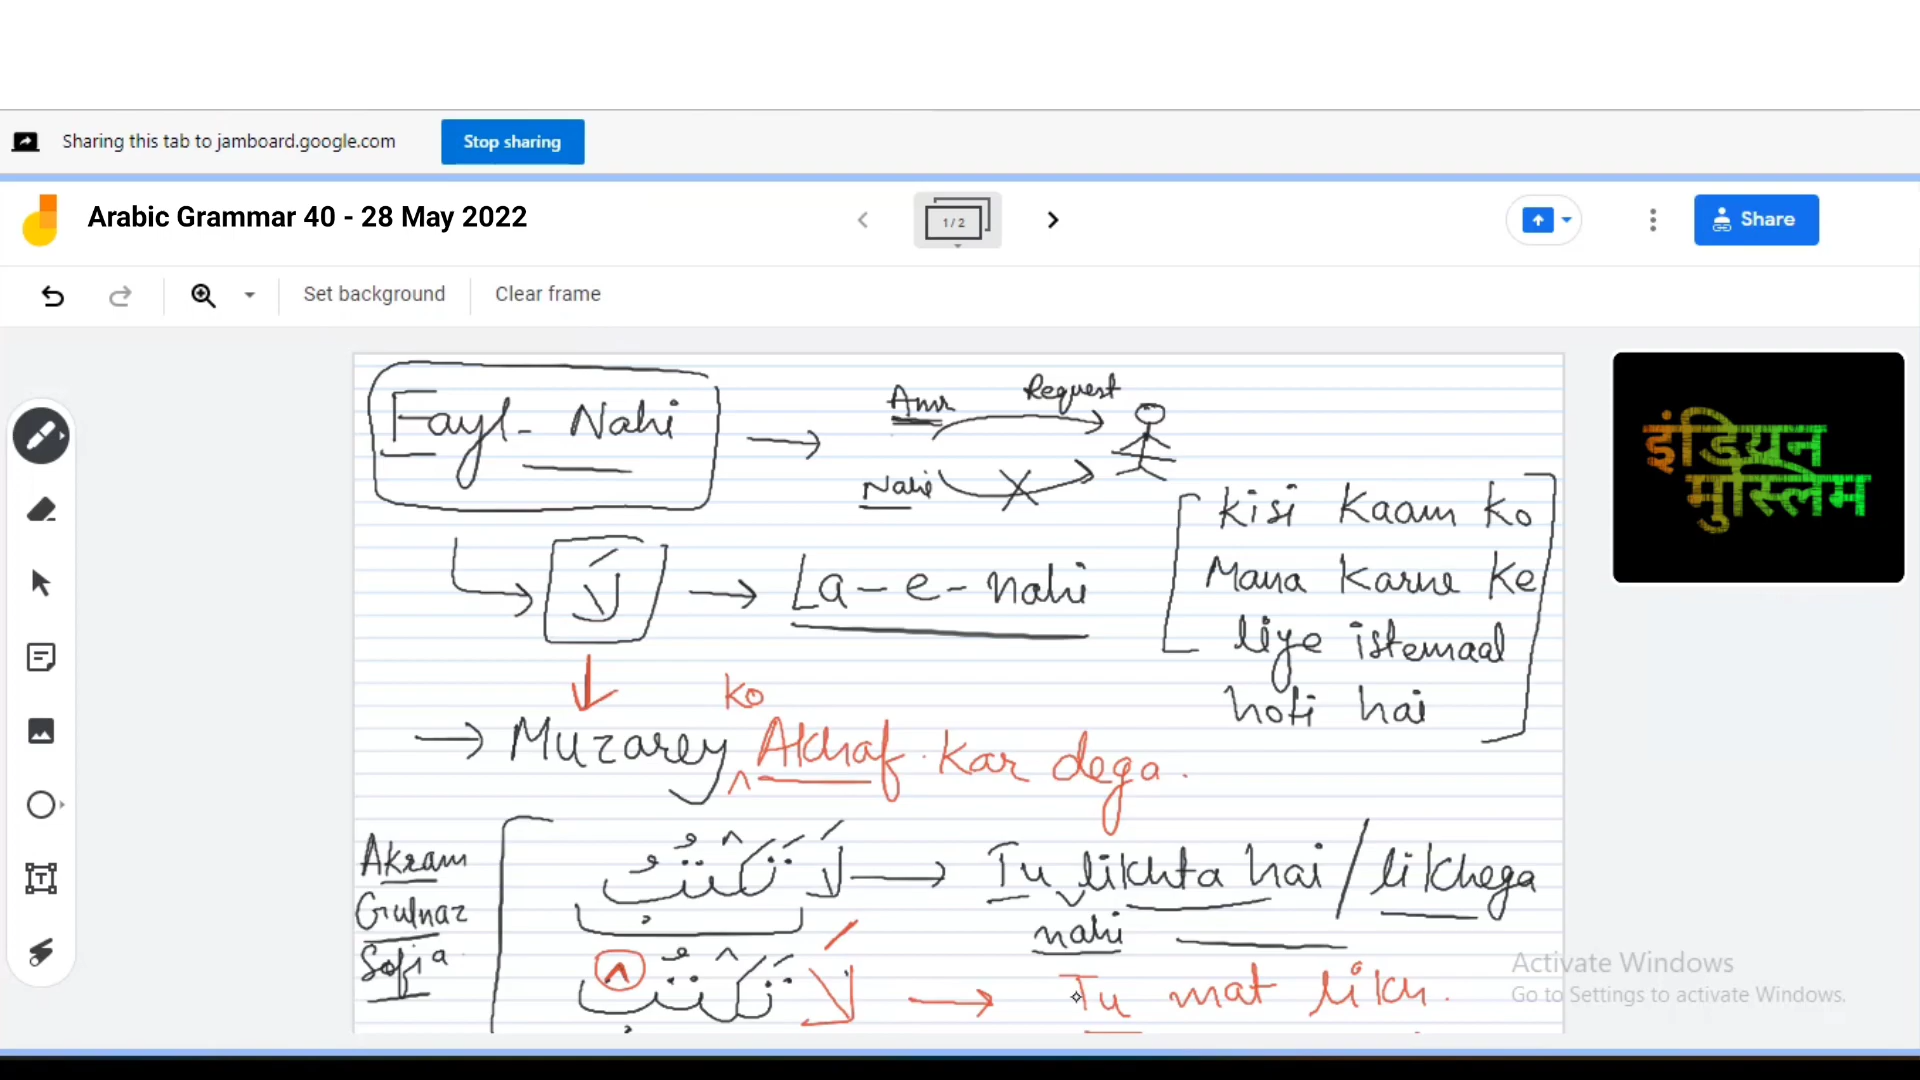 Sharing this tab to jamboard.google.com
Stop sharing
Arabic Grammar 40 - 28 May 2022
1/2
Share
Set background
Clear frame
Fayl - Nahi
Amr
Request
Nahi
kisi Kaam Ko
Mana Karne Ke
liye istemaal
hoti hai
لَا
La-e-nahi
Ko
Muzarey Akhaf Kar dega.
Akram
Gulnaz
Sofia
لَا تَكْتُبُ
Tu likhta hai / likhega
nahi
لَا تَكْتُبْ
Tu mat likh.
इंडियन
मुस्लिम
Activate Windows
Go to Settings to activate Windows.